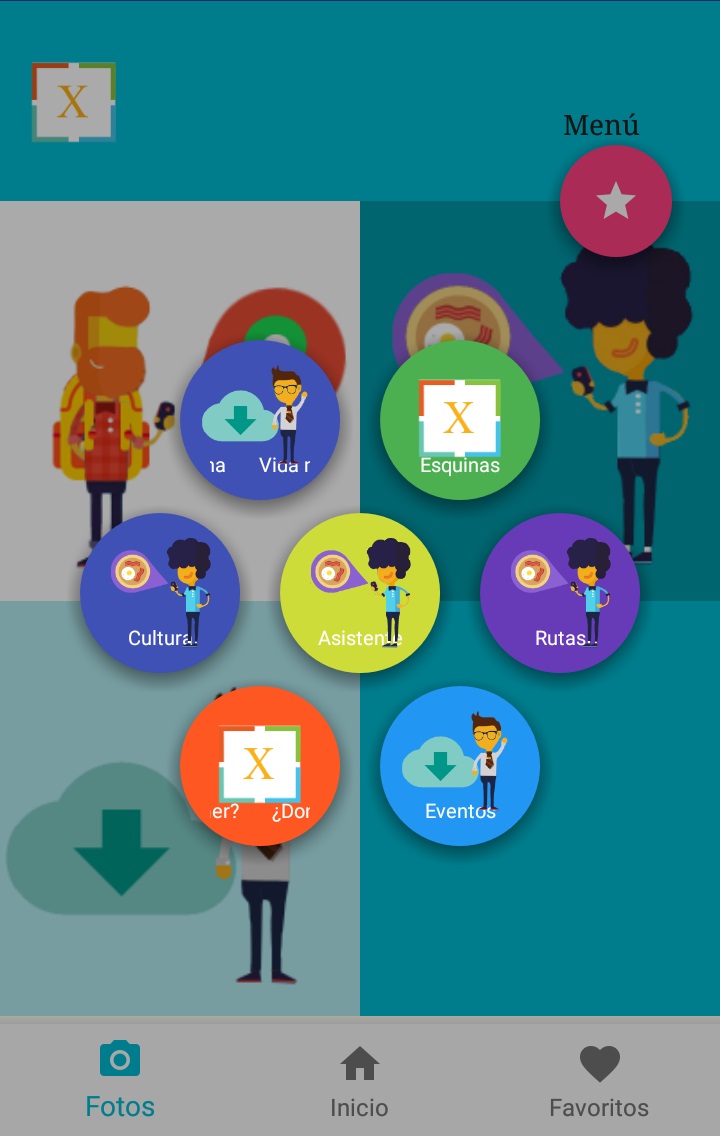 X
Menú
na Vida r
X
Esquinas
Cultura.
Asistente
Rutas..
X
er? ¿Dor
Eventos
Fotos
Inicio
Favoritos